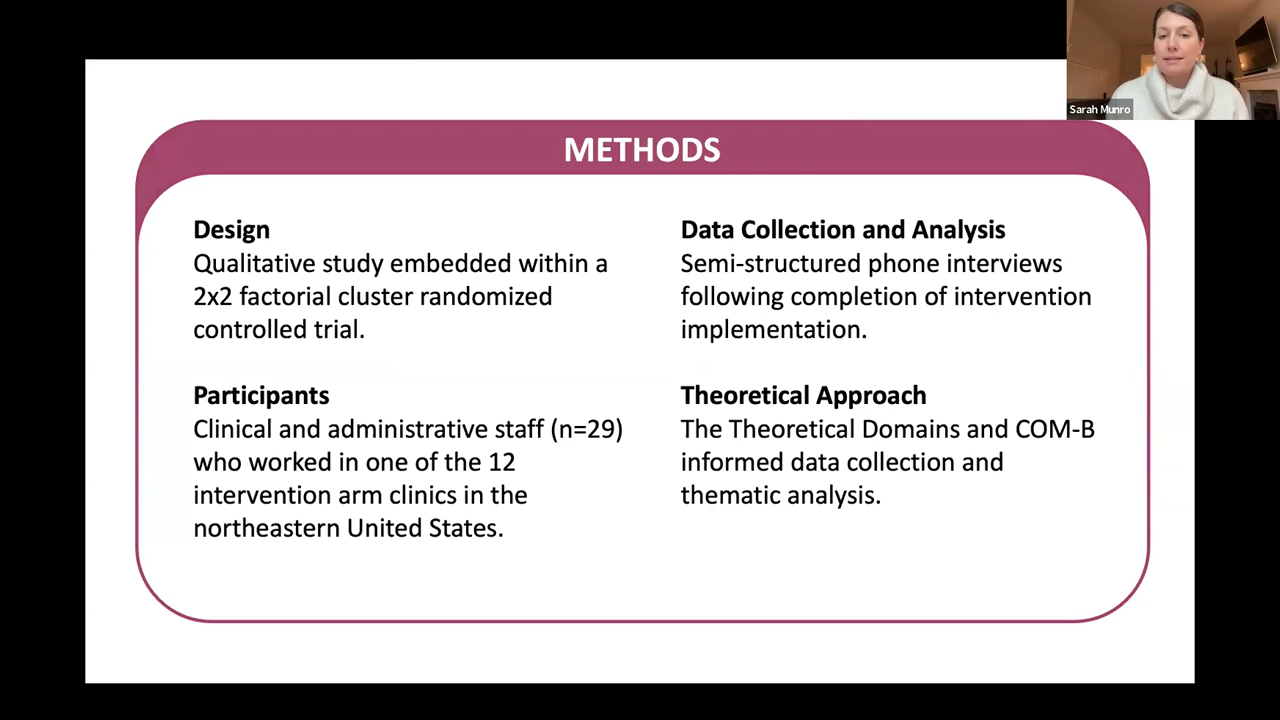 Sarah Munro
METHODS
Design
Qualitative study embedded within a
2x2 factorial cluster randomized
controlled trial.
Participants
Clinical and administrative staff (n=29)
who worked in one of the 12
intervention arm clinics in the
northeastern United States.
Data Collection and Analysis
Semi-structured phone interviews
following completion of intervention
implementation.
Theoretical Approach
The Theoretical Domains and COM-B
informed data collection and
thematic analysis.